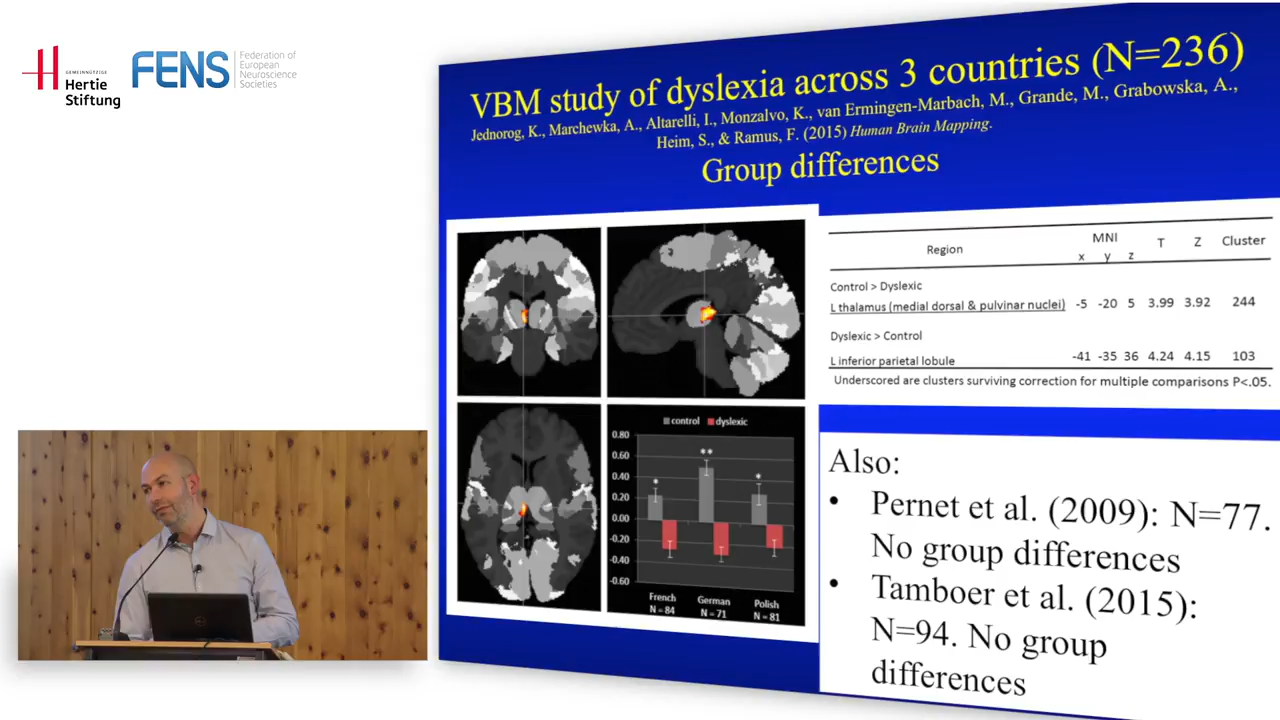 GEMEINNÜTZIGE
Hertie
Stiftung
FENS
Federation of
European
Neuroscience
Societies
VBM study of dyslexia across 3 countries (N=236)
Jednorog, K., Marchewka, A., Altarelli, I., Monzalvo, K., van Ermingen-Marbach, M., Grande, M., Grabowska, A.,
Heim, S., & Ramus, F. (2015) Human Brain Mapping.
Group differences
control dyslexic
0.80
0.60
0.40
0.20
0.00
-0.20
-0.40
-0.60
* ** *
French German Polish
N = 84 N = 71 N = 81
Region MNI T Z Cluster
x y z
Control > Dyslexic
L thalamus (medial dorsal & pulvinar nuclei) -5 -20 5 3.99 3.92 244
Dyslexic > Control
L inferior parietal lobule -41 -35 36 4.24 4.15 103
Underscored are clusters surviving correction for multiple comparisons P<.05.
Also:
• Pernet et al. (2009): N=77.
No group differences
• Tamboer et al. (2015):
N=94. No group
differences